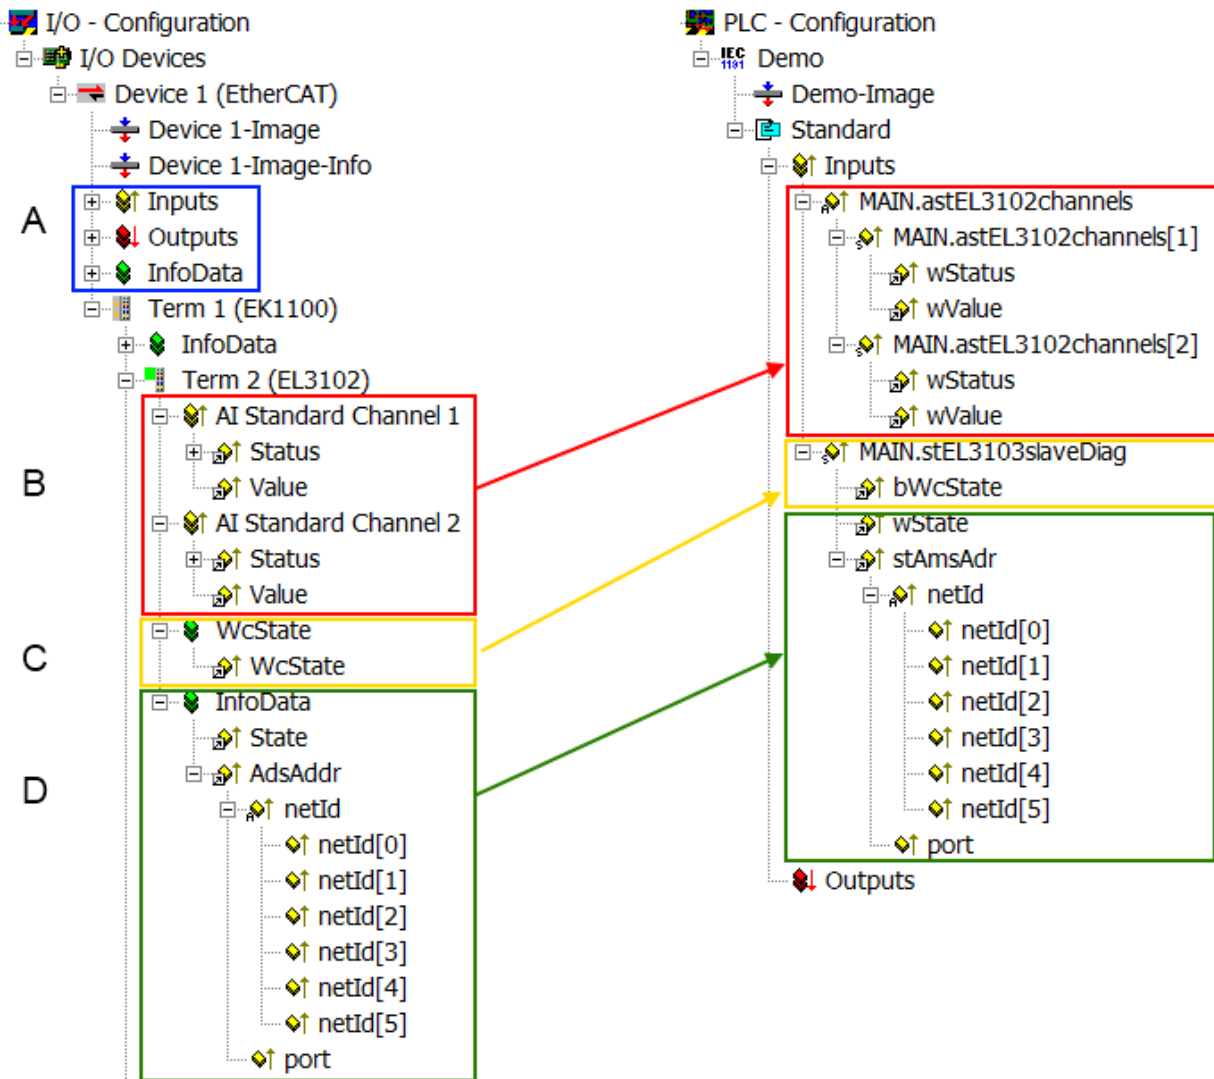 I/O - Configuration
I/O Devices
Device 1 (EtherCAT)
Device 1-Image
Device 1-Image-Info
A
Inputs
Outputs
InfoData
Term 1 (EK1100)
InfoData
Term 2 (EL3102)
B
AI Standard Channel 1
Status
Value
AI Standard Channel 2
Status
Value
C
WcState
WcState
D
InfoData
State
AdsAddr
netId
netId[0]
netId[1]
netId[2]
netId[3]
netId[4]
netId[5]
port
PLC - Configuration
IEC
1131
Demo
Demo-Image
Standard
Inputs
MAIN.astEL3102channels
MAIN.astEL3102channels[1]
wStatus
wValue
MAIN.astEL3102channels[2]
wStatus
wValue
MAIN.stEL3103slaveDiag
bWcState
wState
stAmsAdr
netId
netId[0]
netId[1]
netId[2]
netId[3]
netId[4]
netId[5]
port
Outputs